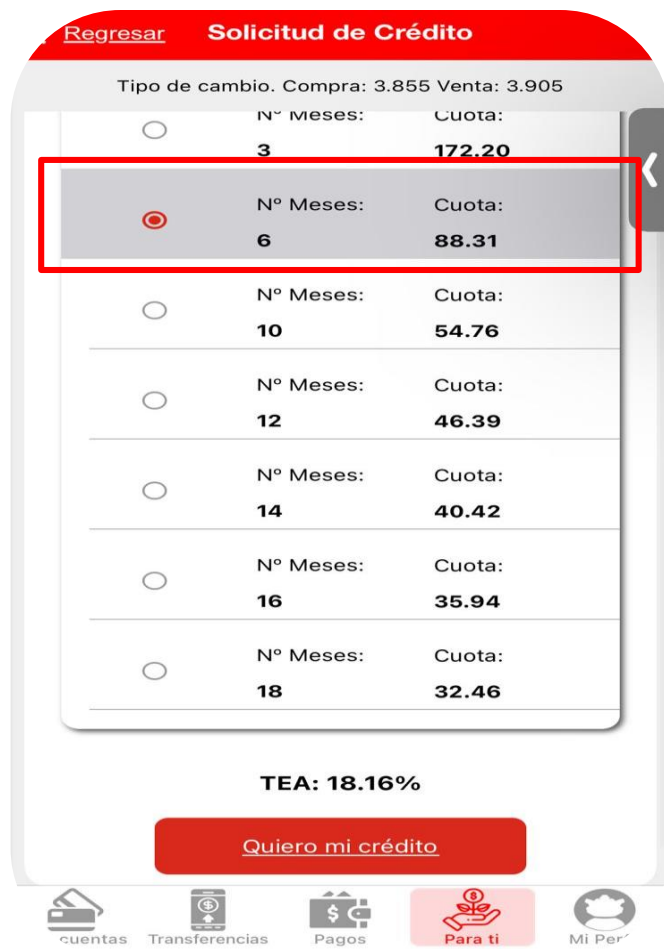 Regresar Solicitud de Crédito
Tipo de cambio. Compra: 3.855 Venta: 3.905
Nº Meses: Cuota:
3 172.20
Nº Meses: Cuota:
6 88.31
Nº Meses: Cuota:
10 54.76
Nº Meses: Cuota:
12 46.39
Nº Meses: Cuota:
14 40.42
Nº Meses: Cuota:
16 35.94
Nº Meses: Cuota:
18 32.46
TEA: 18.16%
Quiero mi crédito
cuentas Transferencias Pagos Para ti Mi Per